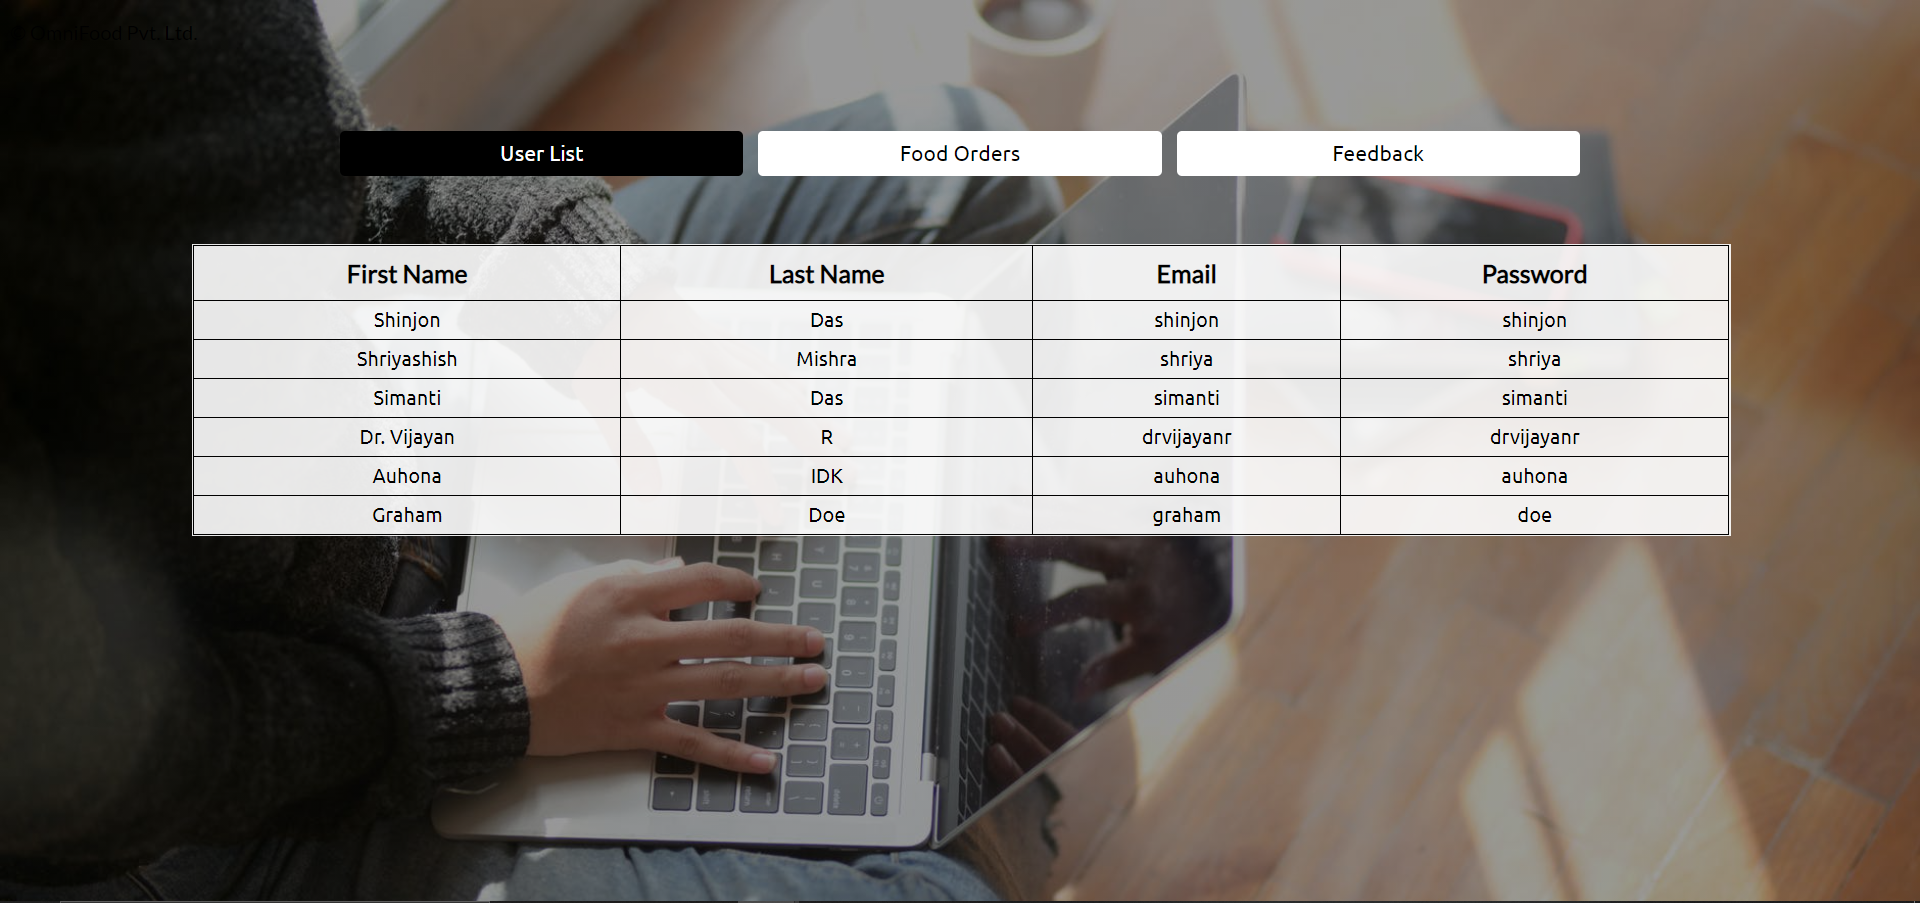 © OmniFood Pvt. Ltd.
User List Food Orders Feedback
First Name Last Name Email Password
Shinjon Das shinjon shinjon
Shriyashish Mishra shriya shriya
Simanti Das simanti simanti
Dr. Vijayan R drvijayanr drvijayanr
Auhona IDK auhona auhona
Graham Doe graham doe